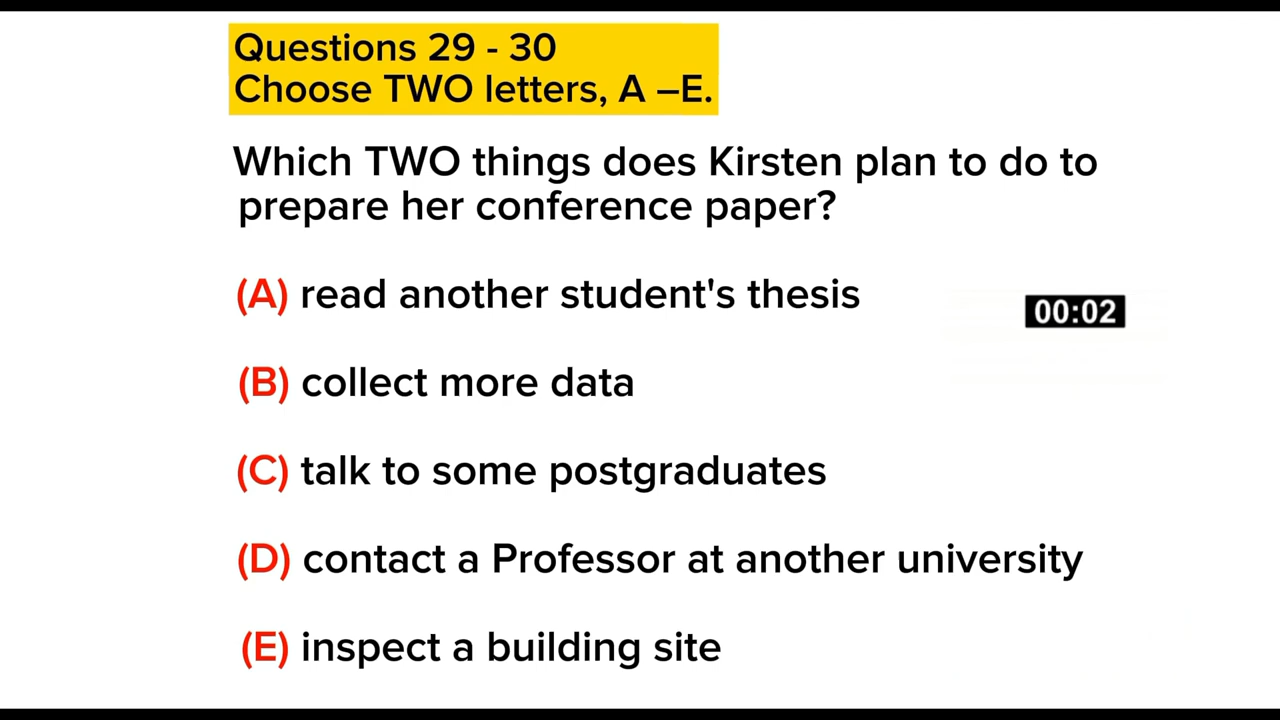 Questions 29 - 30
Choose TWO letters, A –E.
Which TWO things does Kirsten plan to do to
prepare her conference paper?
(A) read another student's thesis
00:02
(B) collect more data
(C) talk to some postgraduates
(D) contact a Professor at another university
(E) inspect a building site